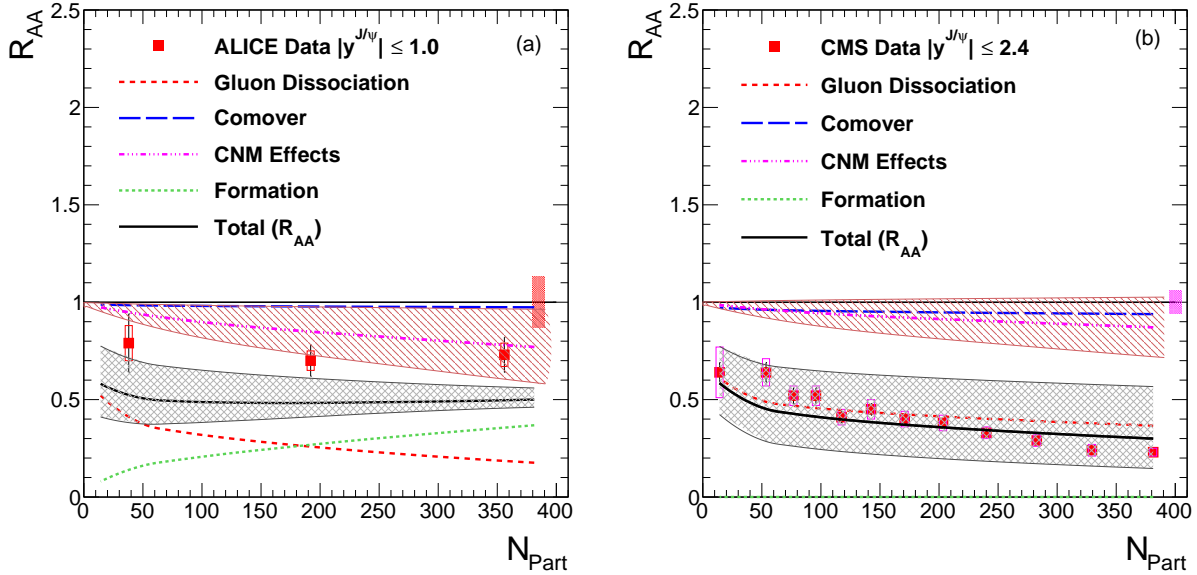 R_AA
2.5
2
1.5
1
0.5
0
(a)
ALICE Data |y^J/ψ| ≤ 1.0
Gluon Dissociation
Comover
CNM Effects
Formation
Total (R_AA)
0 50 100 150 200 250 300 350 400
N_Part
R_AA
2.5
2
1.5
1
0.5
0
(b)
CMS Data |y^J/ψ| ≤ 2.4
Gluon Dissociation
Comover
CNM Effects
Formation
Total (R_AA)
0 50 100 150 200 250 300 350 400
N_Part